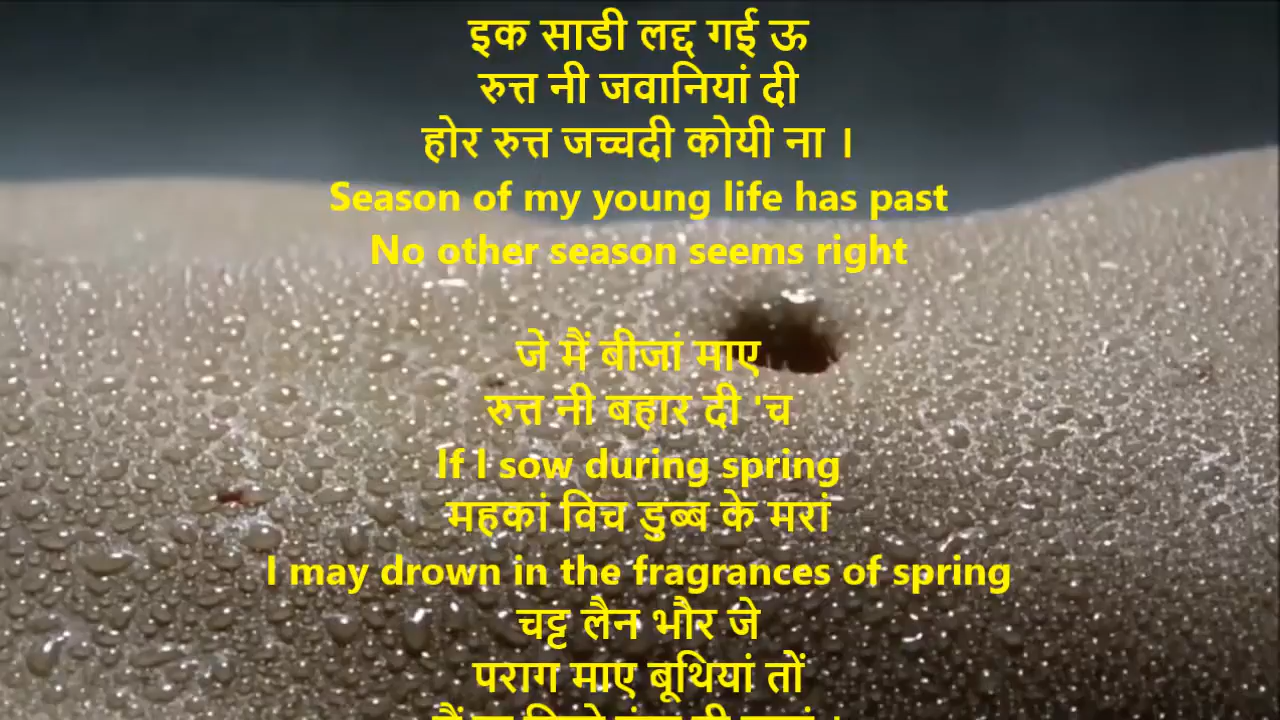 इक साडी लद्द गई ऊ
रुत्त नी जवानियां दी
होर रुत्त जच्चदी कोयी ना ।
Season of my young life has past
No other season seems right
जे मैं बीजां माए
रुत्त नी बहार दी 'च
If I sow during spring
महकां विच डुब्ब के मरां
I may drown in the fragrances of spring
चट्ट लैन भौर जे
पराग माए बूथियां तों